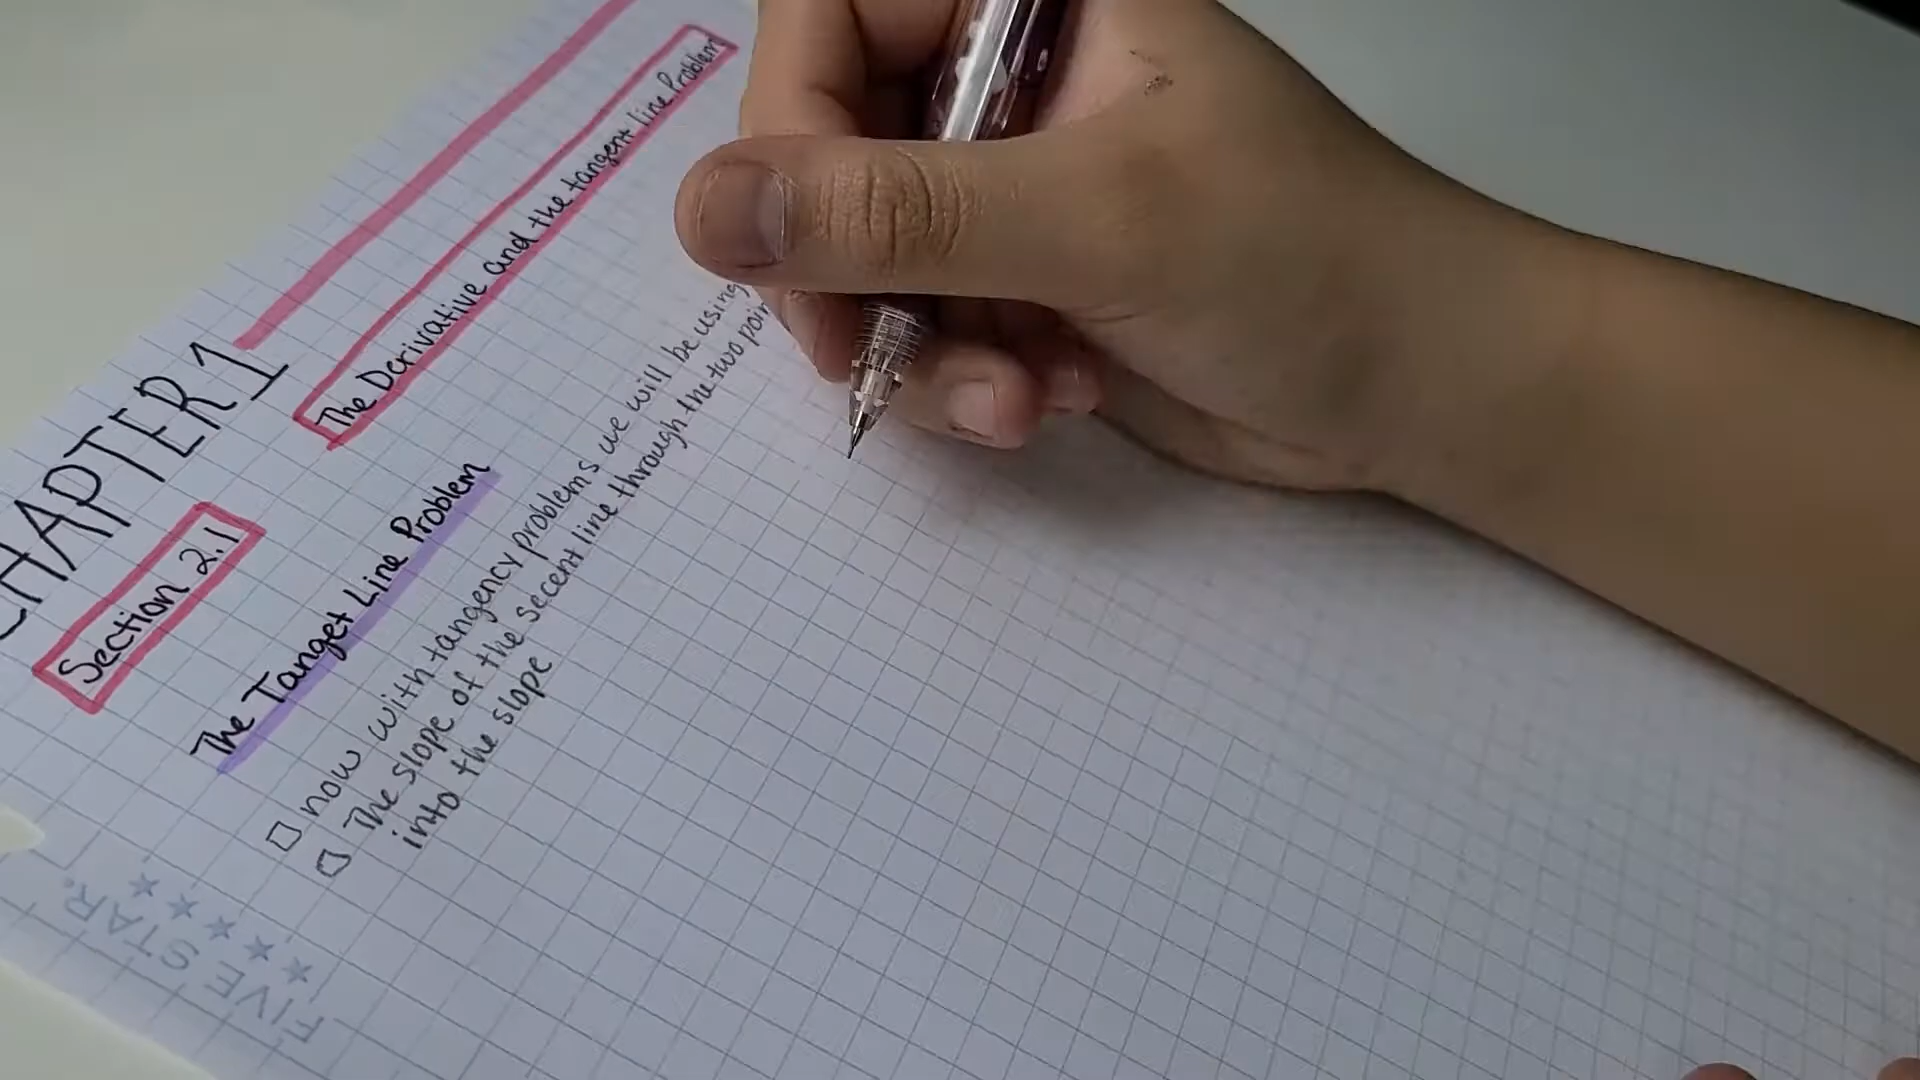 CHAPTER 1
Section 2.1
The Derivative and the tangent line Problem
The Tanget Line Problem
now with tangency problems we will be using
The slope of the secent line through the two
into the slope
FIVE STAR.